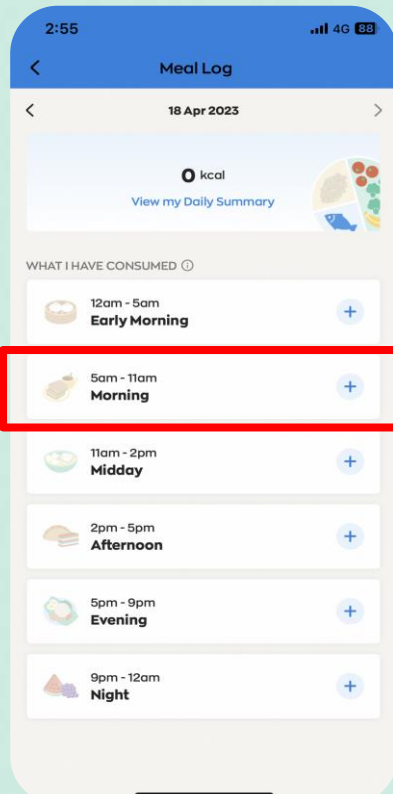 2:55 4G 88
Meal Log
18 Apr 2023
0 kcal
View my Daily Summary
WHAT I HAVE CONSUMED
12am - 5am
Early Morning
5am - 11am
Morning
11am - 2pm
Midday
2pm - 5pm
Afternoon
5pm - 9pm
Evening
9pm - 12am
Night